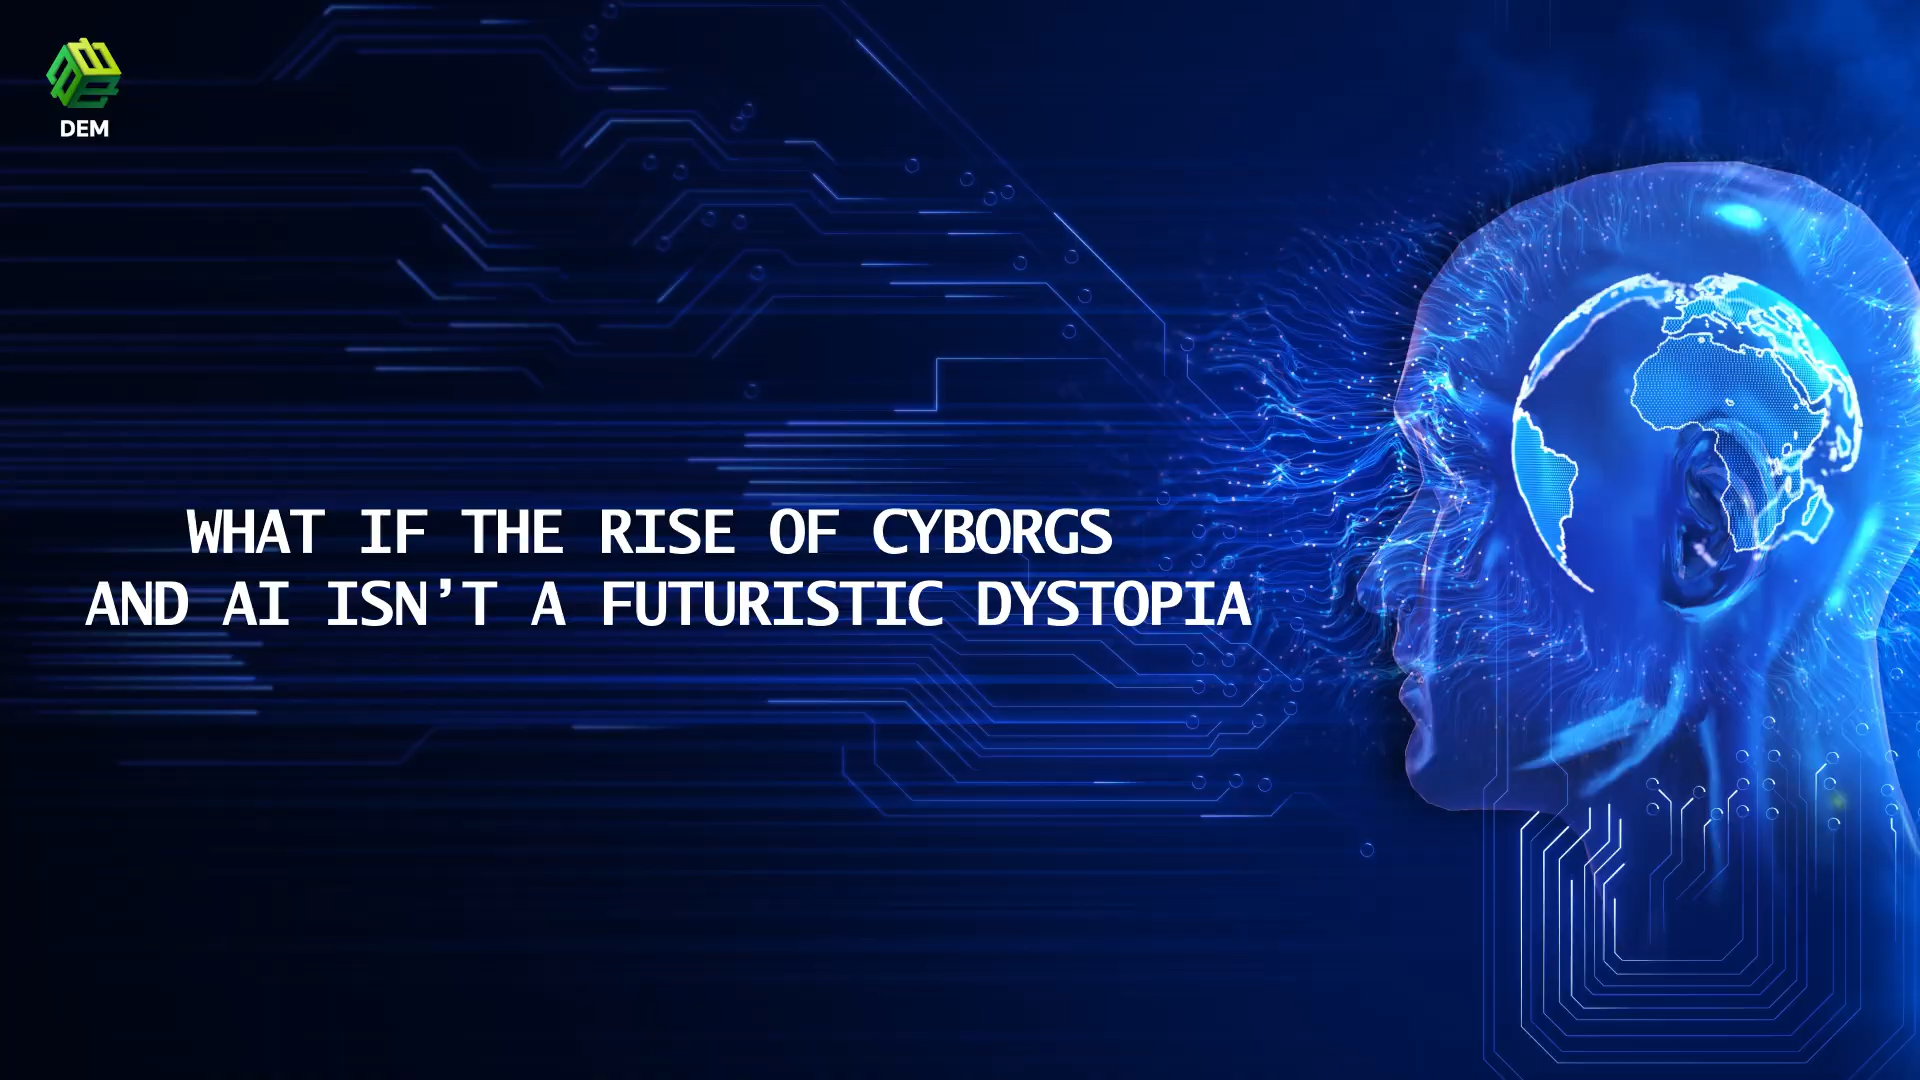 DEM
WHAT IF THE RISE OF CYBORGS
AND AI ISN’T A FUTURISTIC DYSTOPIA